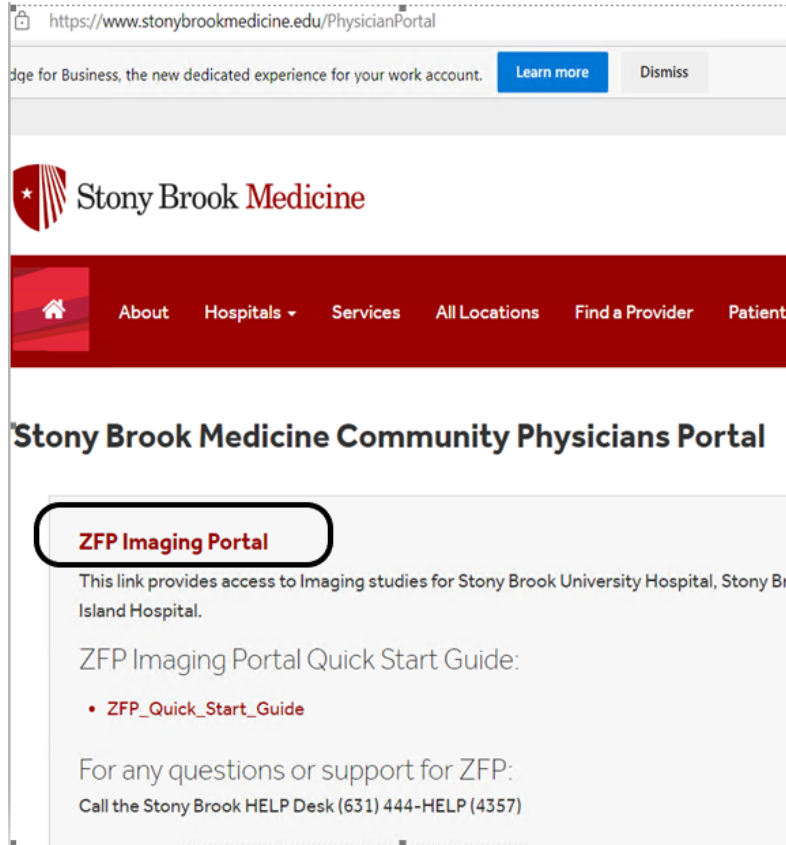 https://www.stonybrookmedicine.edu/PhysicianPortal
dge for Business, the new dedicated experience for your work account. Learn more Dismiss
Stony Brook Medicine
About Hospitals Services All Locations Find a Provider Patient
Stony Brook Medicine Community Physicians Portal
ZFP Imaging Portal
This link provides access to Imaging studies for Stony Brook University Hospital, Stony Br
Island Hospital.
ZFP Imaging Portal Quick Start Guide:
• ZFP_Quick_Start_Guide
For any questions or support for ZFP:
Call the Stony Brook HELP Desk (631) 444-HELP (4357)